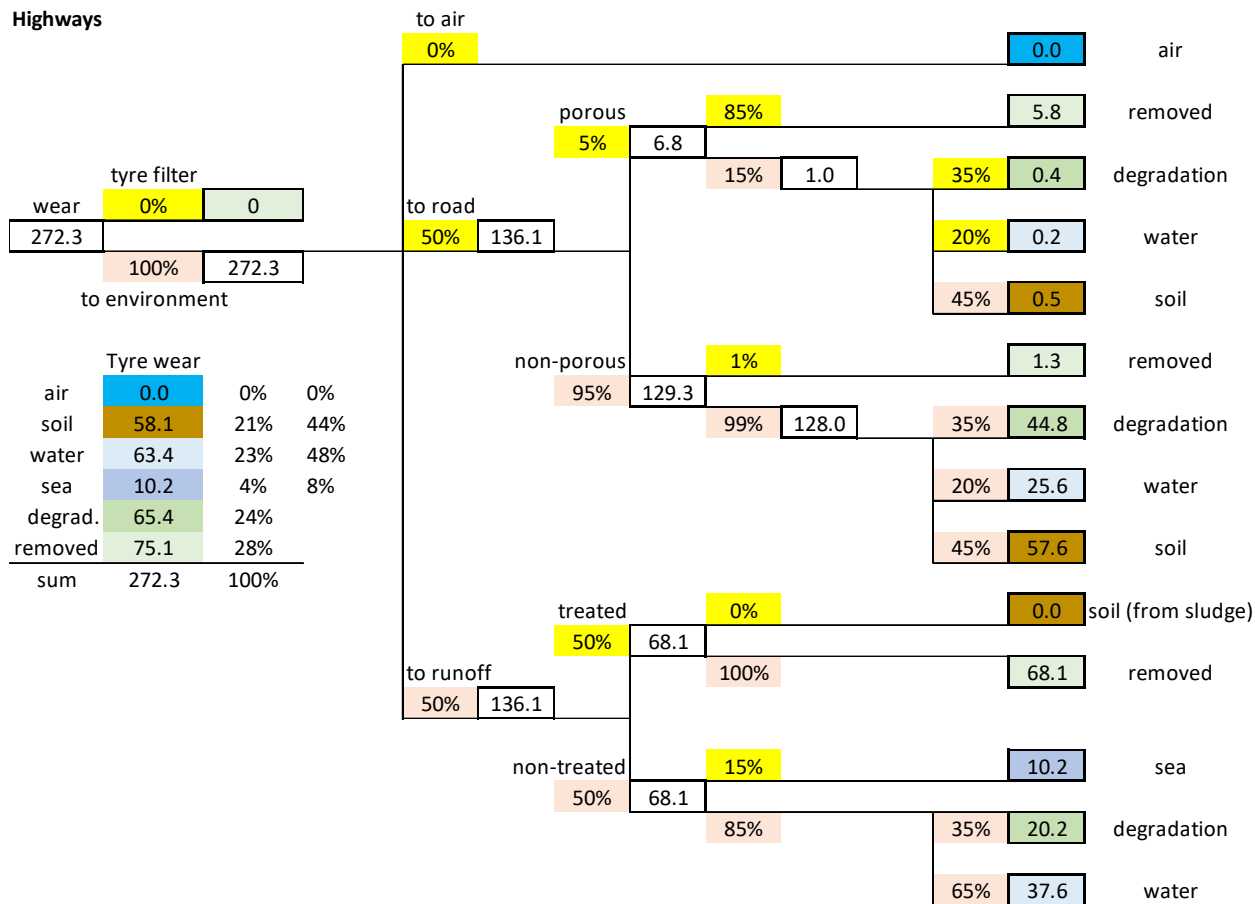 Highways
to air
0% 0.0 air
porous 85% 5.8 removed
5% 6.8
tyre filter 15% 1.0 35% 0.4 degradation
wear 0% 0 to road
272.3 50% 136.1 20% 0.2 water
100% 272.3
to environment 45% 0.5 soil
Tyre wear non-porous 1% 1.3 removed
air 0.0 0% 0% 95% 129.3
soil 58.1 21% 44% 99% 128.0 35% 44.8 degradation
water 63.4 23% 48%
sea 10.2 4% 8% 20% 25.6 water
degrad. 65.4 24%
removed 75.1 28% 45% 57.6 soil
sum 272.3 100%
treated 0% 0.0 soil (from sludge)
50% 68.1
to runoff 100% 68.1 removed
50% 136.1
non-treated 15% 10.2 sea
50% 68.1
85% 35% 20.2 degradation
65% 37.6 water